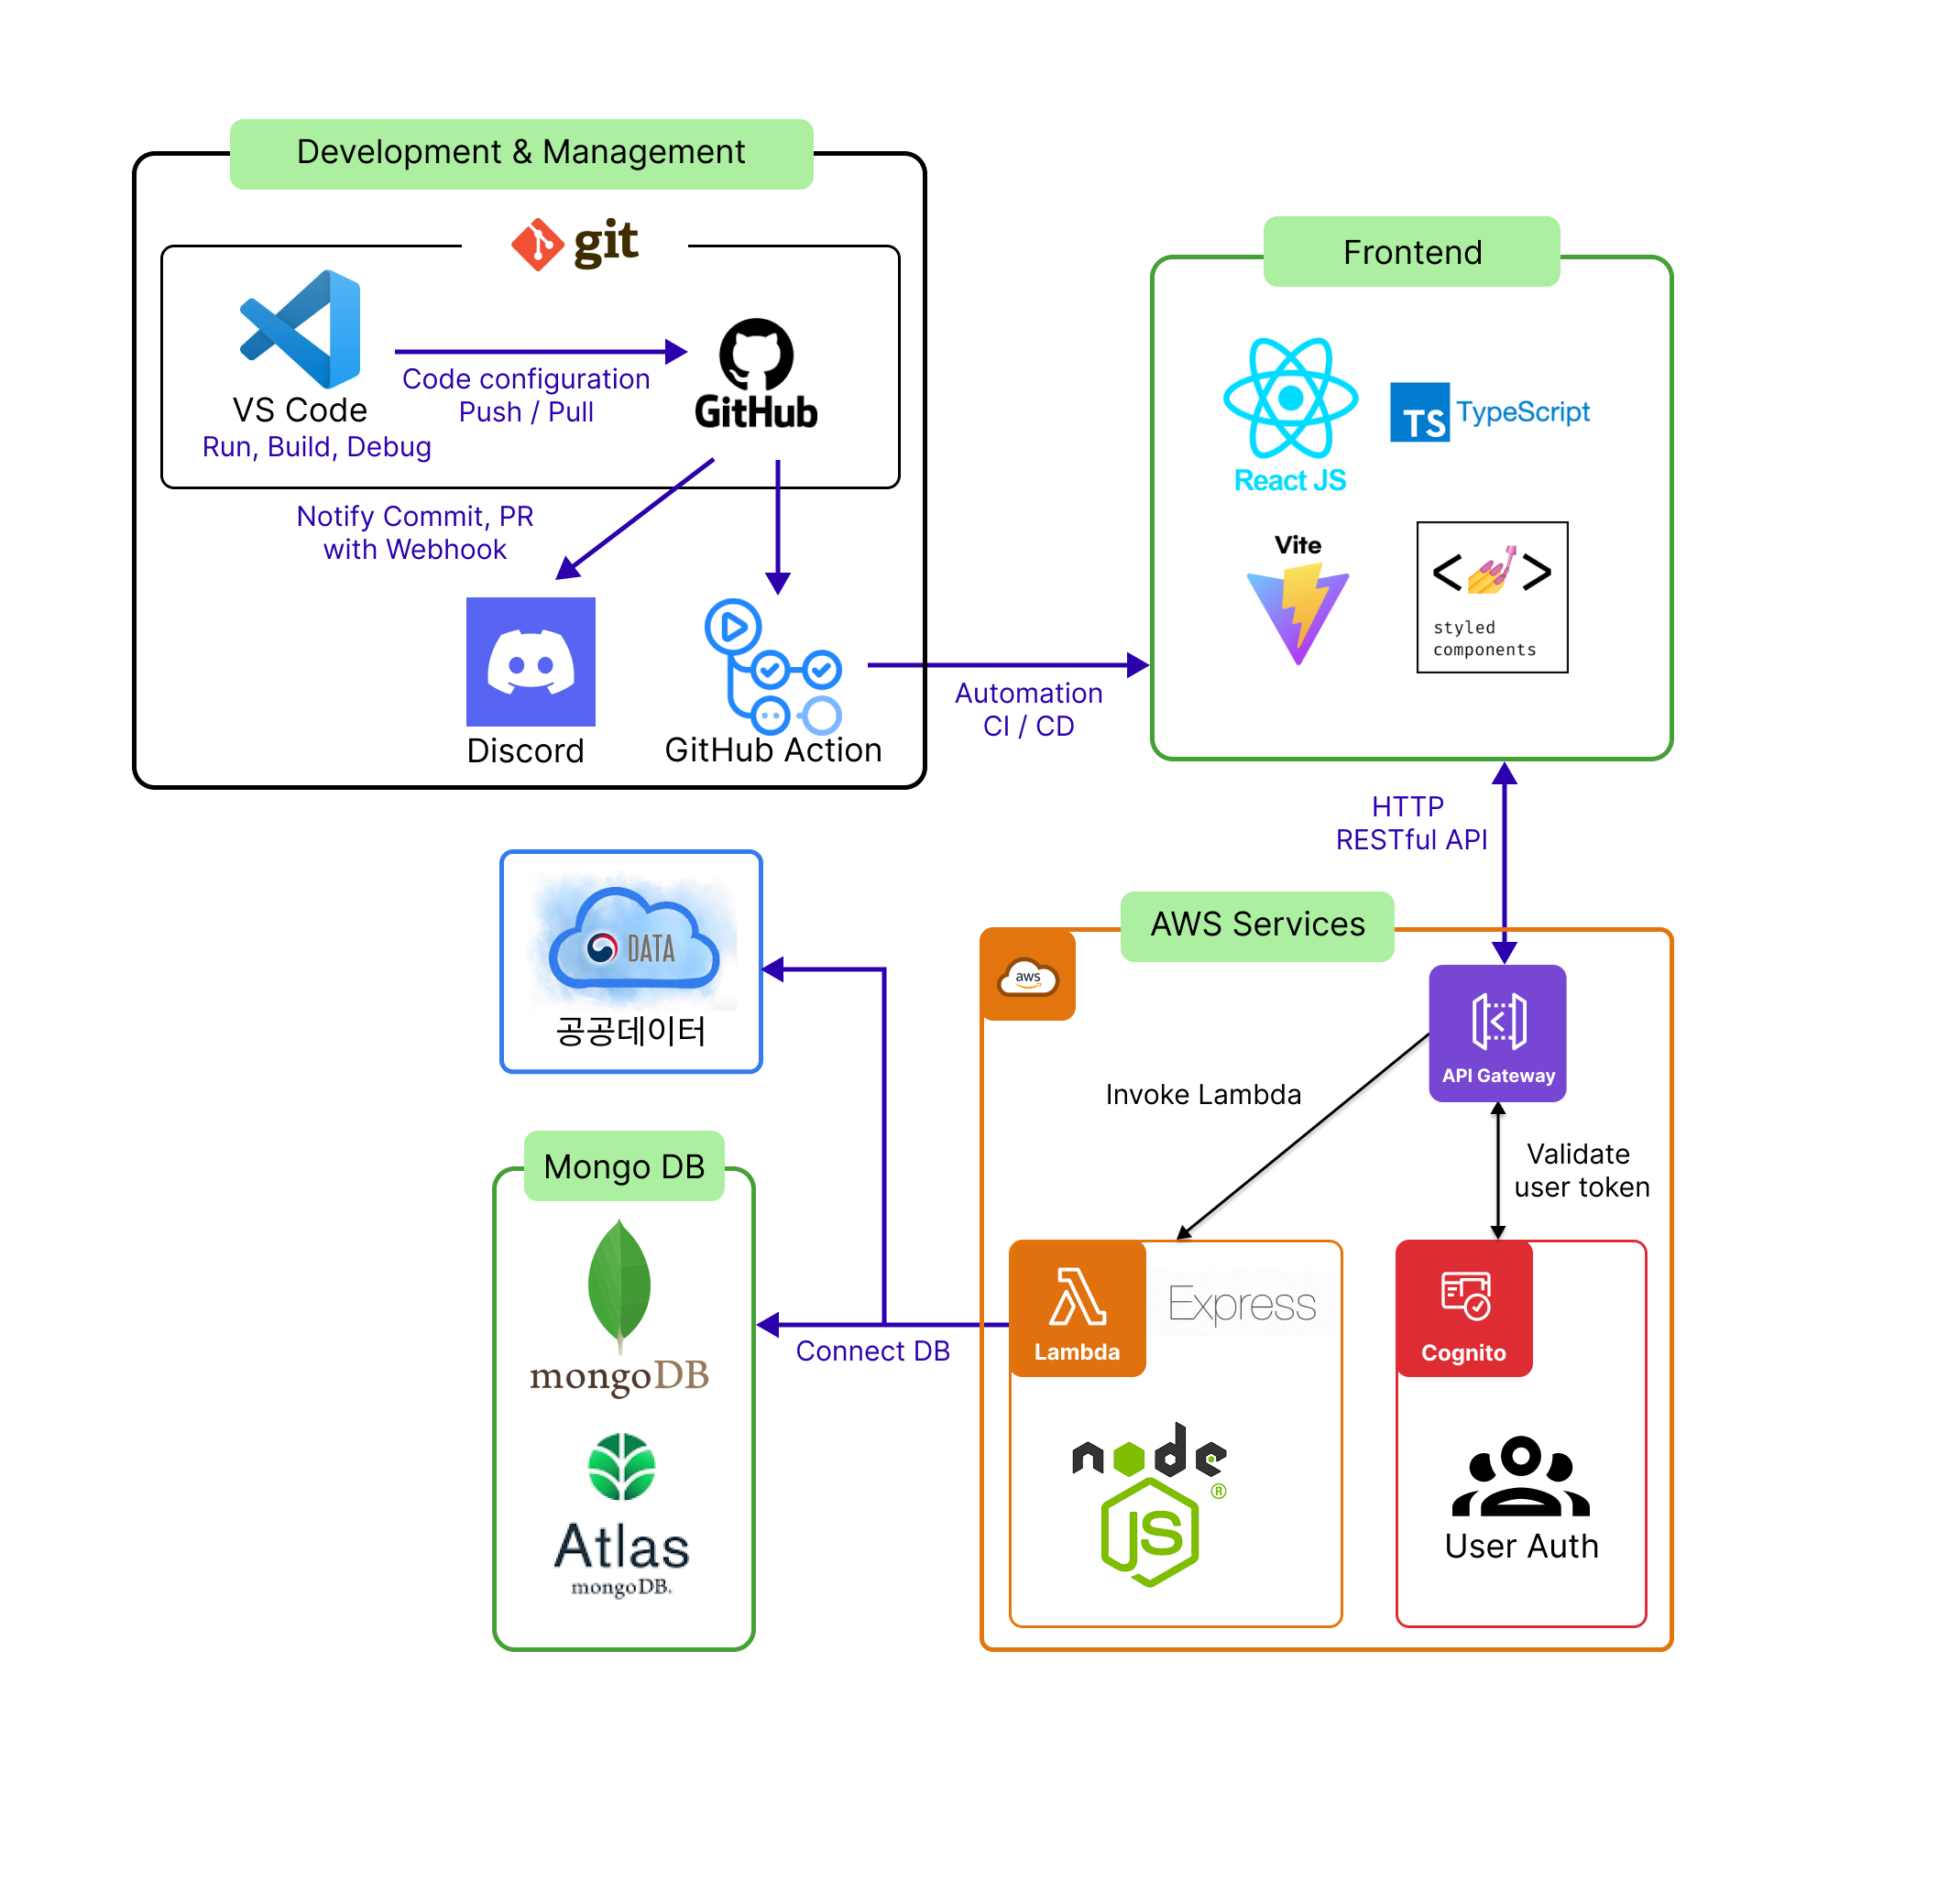 Development & Management
git
VS Code
Run, Build, Debug
Code configuration
Push / Pull
GitHub
Notify Commit, PR
with Webhook
Discord
GitHub Action
Automation
CI / CD
Frontend
React JS
TS TypeScript
Vite
< >
styled
components
HTTP
RESTful API
DATA
공공데이터
AWS Services
aws
API Gateway
Invoke Lambda
Validate
user token
Mongo DB
mongoDB
Atlas
mongoDB.
Connect DB
Lambda
Express
node
JS ®
Cognito
User Auth